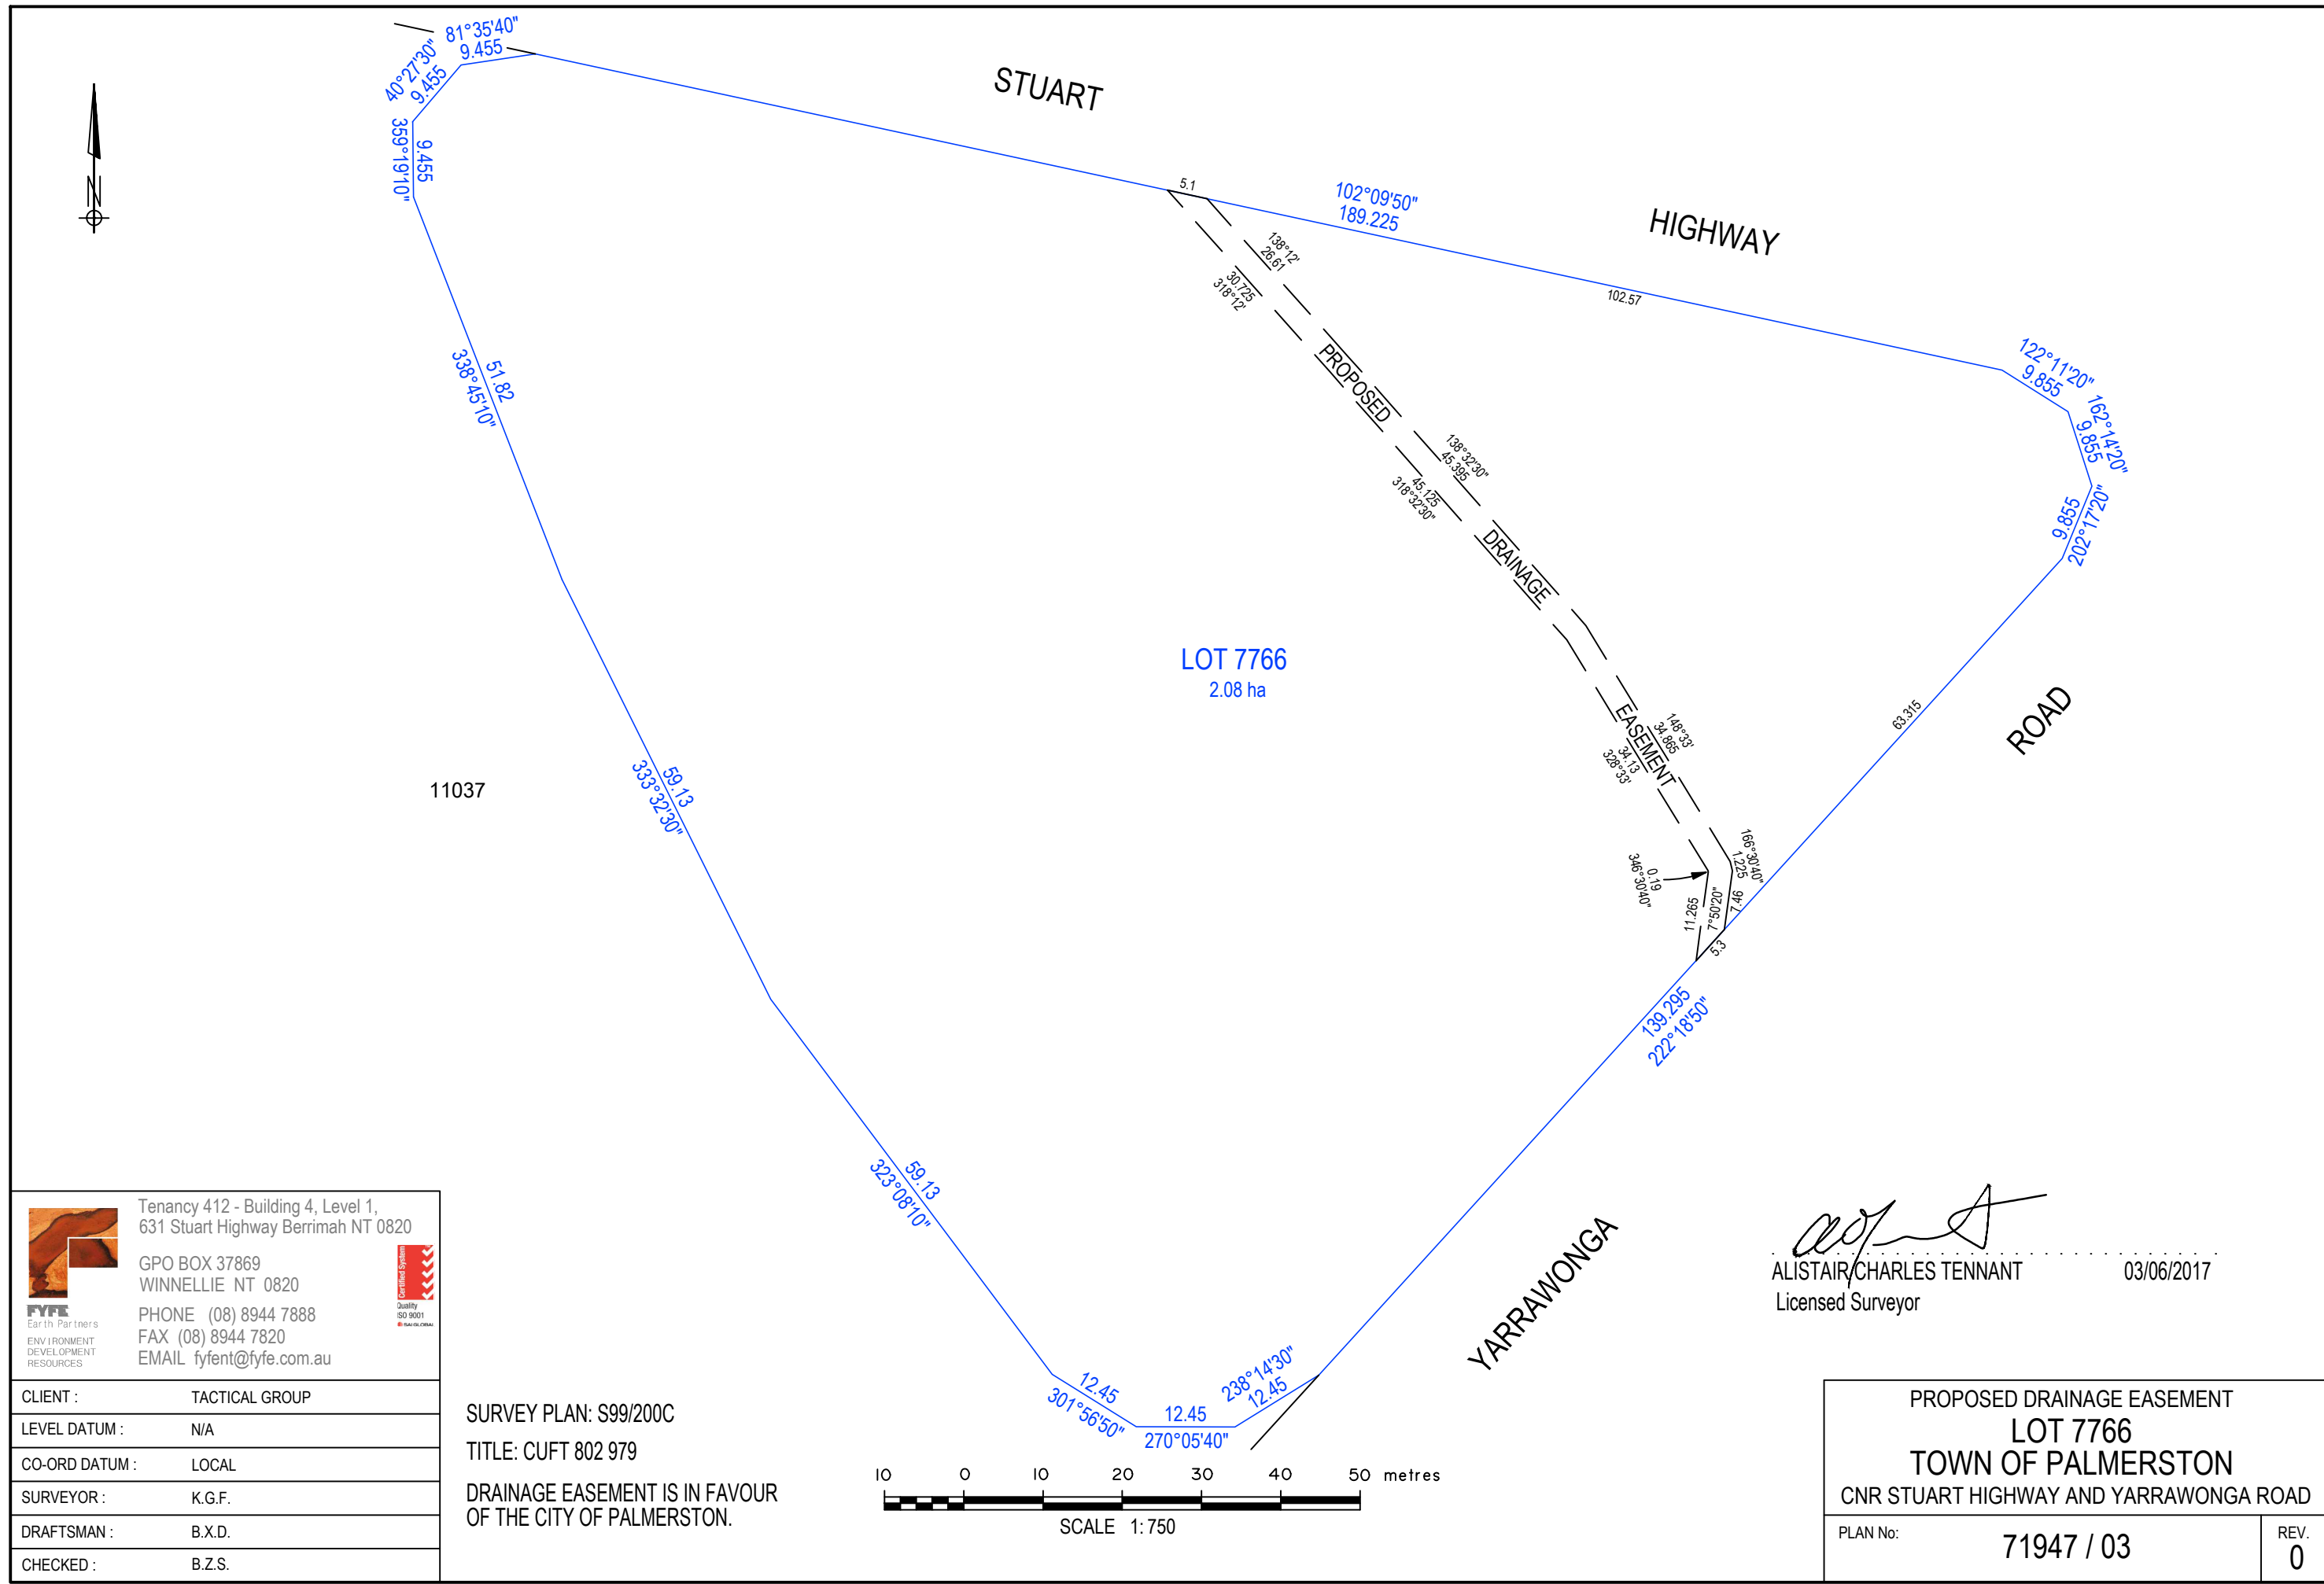 81°35'40"
9.455
40°27'30"
9.455
359°19'10"
9.455
N
STUART
HIGHWAY
5.1
102°09'50"
189.225
102.57
138°12'
26.61
30.725
318°12'
122°11'20"
9.855
162°14'20"
9.855
9.855
202°17'20"
51.82
338°45'10"
PROPOSED
DRAINAGE
EASEMENT
138°32'30"
45.395
45.125
318°32'30"
LOT 7766
2.08 ha
148°33'
34.865
34.13
328°33'
63.315
ROAD
11037
59.13
333°32'30"
166°30'40"
1.225
0.19
346°30'40"
11.265
7°50'20"
7.46
5.3
139.295
222°18'50"
59.13
323°08'10"
YARRAWONGA
12.45
301°56'50"
12.45
270°05'40"
238°14'30"
12.45
ALISTAIR CHARLES TENNANT 03/06/2017
Licensed Surveyor
Tenancy 412 - Building 4, Level 1,
631 Stuart Highway Berrimah NT 0820
GPO BOX 37869
WINNELLIE NT 0820
PHONE (08) 8944 7888
FAX (08) 8944 7820
EMAIL fyfent@fyfe.com.au
FYFE
Earth Partners
ENVIRONMENT
DEVELOPMENT
RESOURCES
Certified System
Quality
ISO 9001
SAI GLOBAL
CLIENT : TACTICAL GROUP
LEVEL DATUM : N/A
CO-ORD DATUM : LOCAL
SURVEYOR : K.G.F.
DRAFTSMAN : B.X.D.
CHECKED : B.Z.S.
SURVEY PLAN: S99/200C
TITLE: CUFT 802 979
DRAINAGE EASEMENT IS IN FAVOUR
OF THE CITY OF PALMERSTON.
10 0 10 20 30 40 50 metres
SCALE 1:750
PROPOSED DRAINAGE EASEMENT
LOT 7766
TOWN OF PALMERSTON
CNR STUART HIGHWAY AND YARRAWONGA ROAD
PLAN No: 71947 / 03
REV.
0